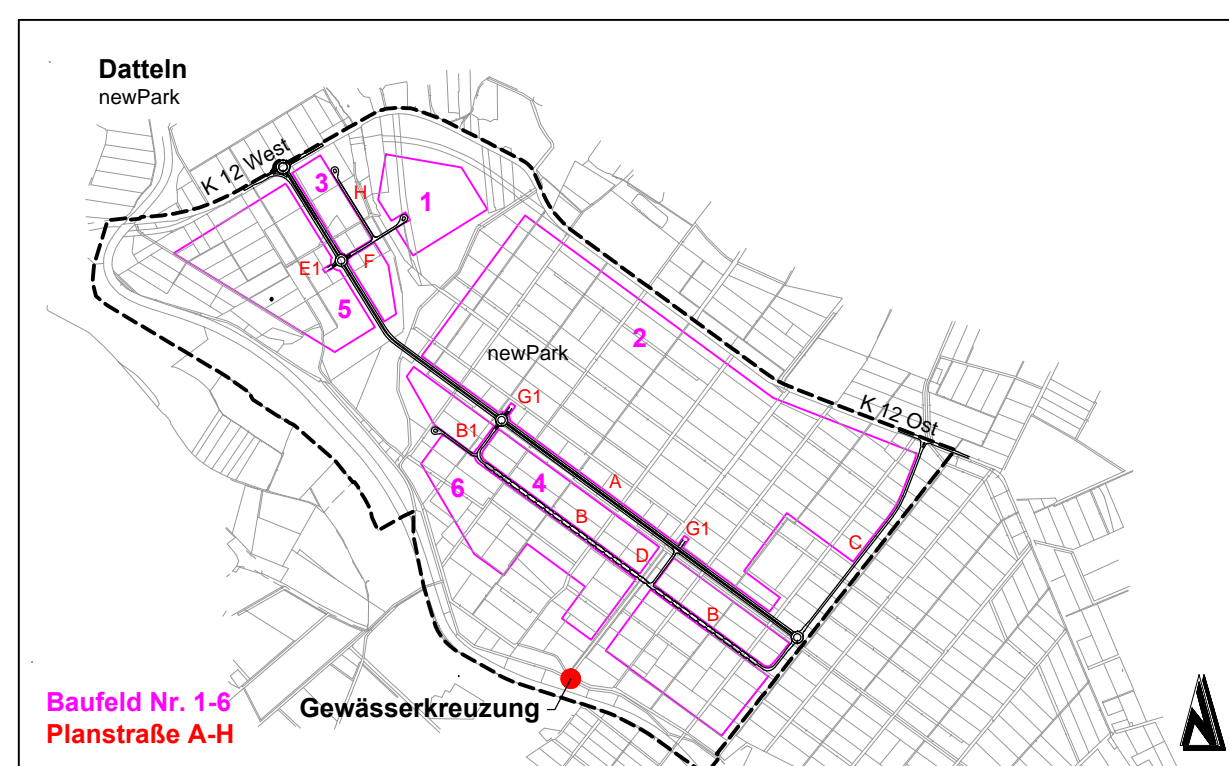 Datteln
newPark
K 12 West
3
H
1
E1
F
5
2
newPark
K 12 Ost
G1
B1
4
A
6
B
G1
D
C
B
Gewässerkreuzung
Baufeld Nr. 1-6
Planstraße A-H
N